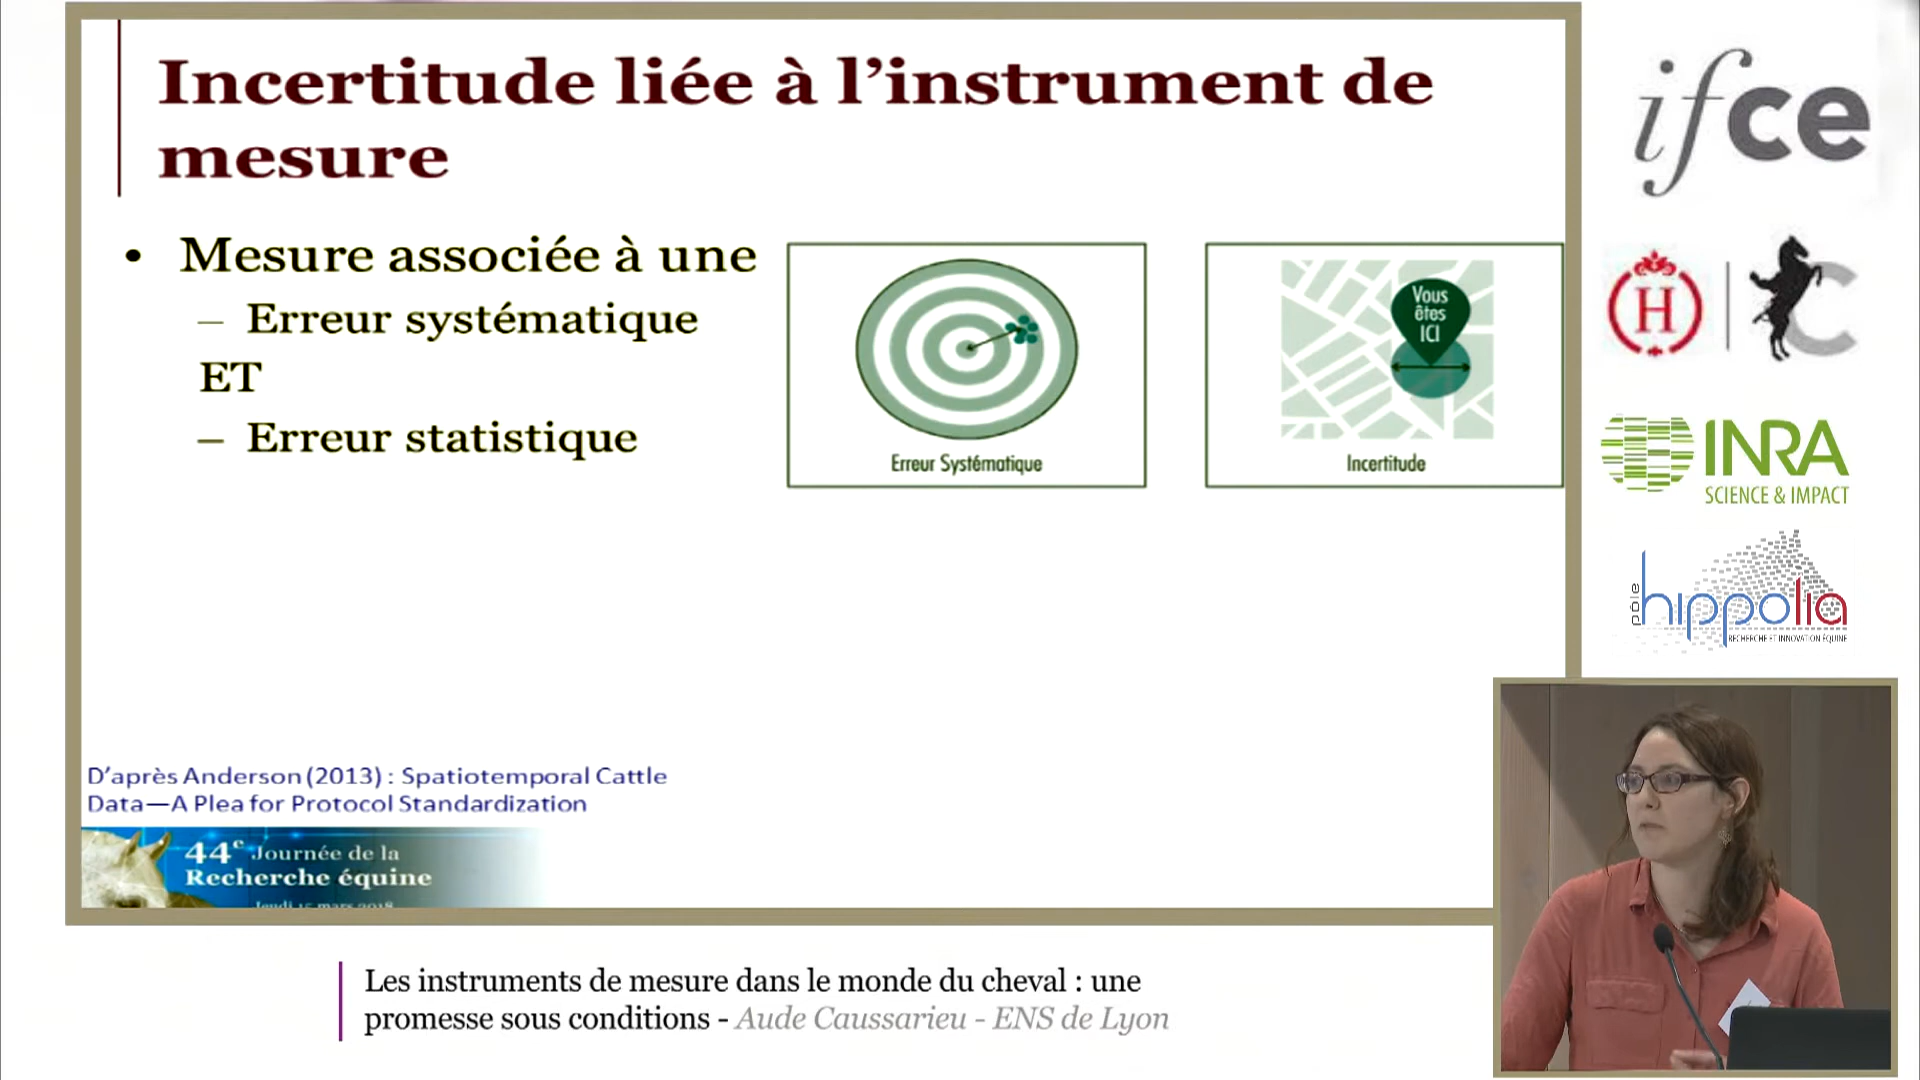 Incertitude liée à l’instrument de
mesure
• Mesure associée à une
– Erreur systématique
ET
– Erreur statistique
Erreur Systématique
Vous
êtes
ICI
Incertitude
D’après Anderson (2013) : Spatiotemporal Cattle
Data—A Plea for Protocol Standardization
44e Journée de la
Recherche équine
Jeudi 15 mars 2018
ifce
H
C
INRA
SCIENCE & IMPACT
pôle
hippolia
RECHERCHE ET INNOVATION ÉQUINE
Les instruments de mesure dans le monde du cheval : une
promesse sous conditions - Aude Caussarieu - ENS de Lyon